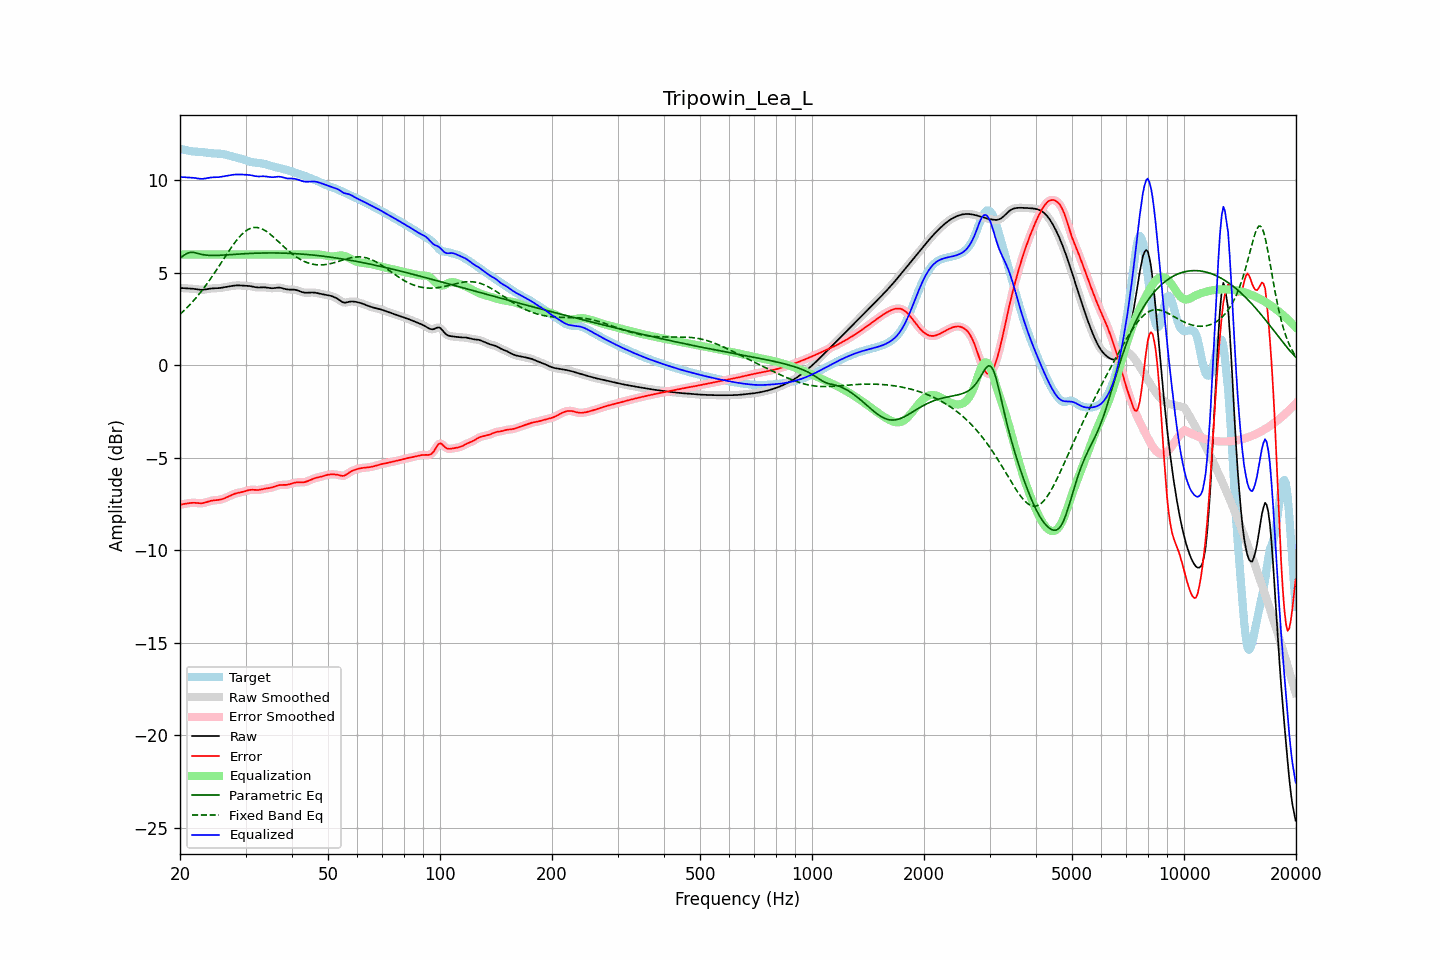 Tripowin_Lea_L
Amplitude (dBr)
10
5
0
−5
−10
−15
−20
−25
Target
Raw Smoothed
Error Smoothed
Raw
Error
Equalization
Parametric Eq
Fixed Band Eq
Equalized
20 50 100 200 500 1000 2000 5000 10000 20000
Frequency (Hz)